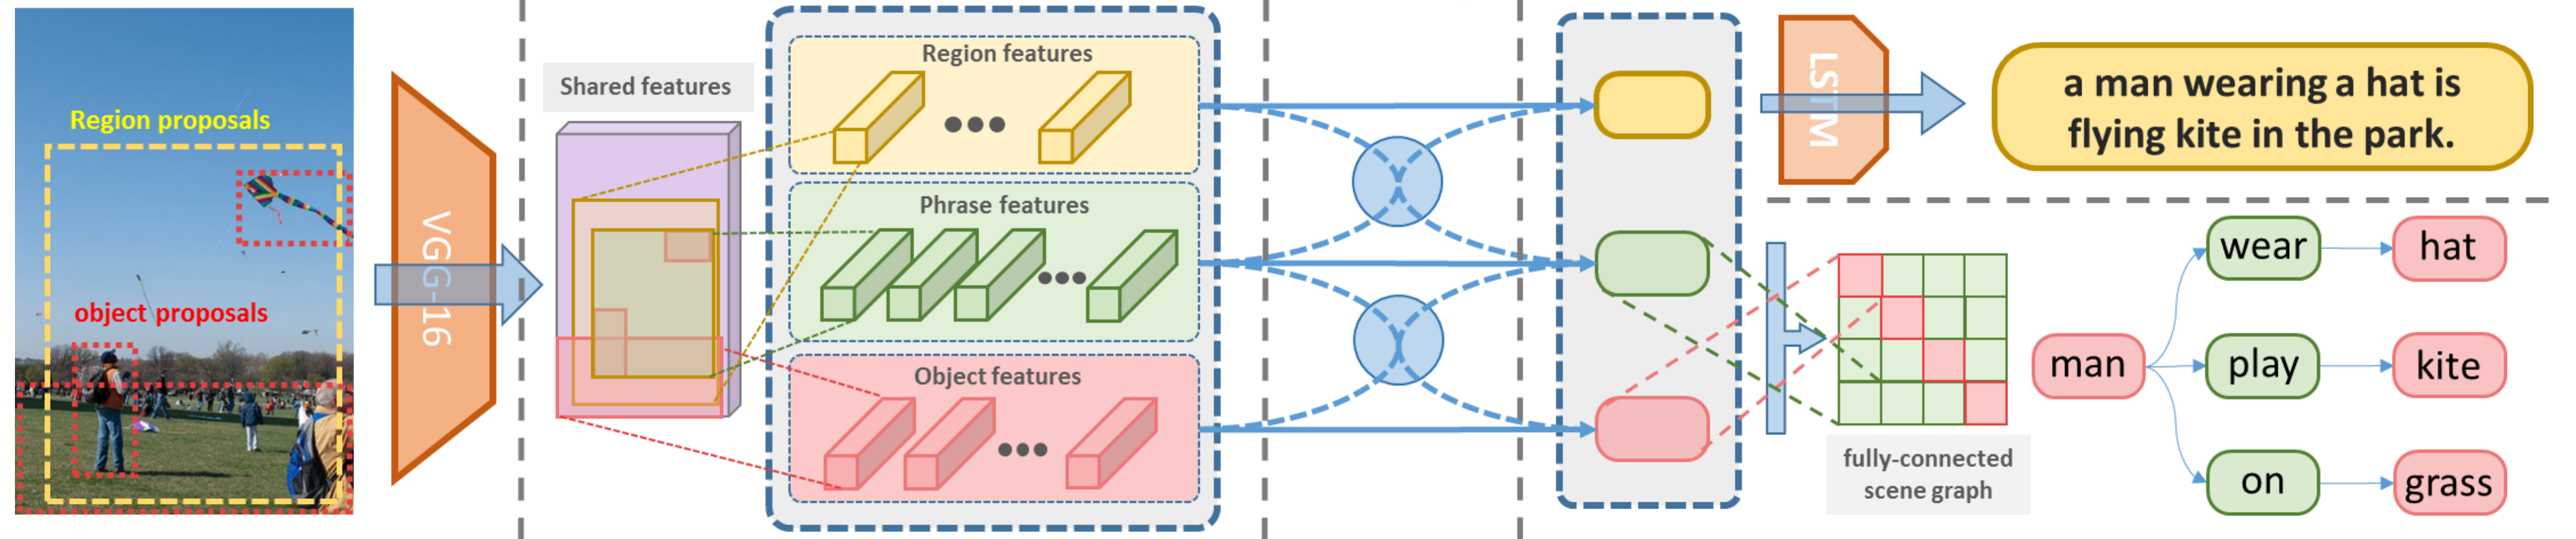 Region proposals
object proposals
VGG-16
Shared features
Region features
Phrase features
Object features
LSTM
a man wearing a hat is
flying kite in the park.
fully-connected
scene graph
man
wear
hat
play
kite
on
grass